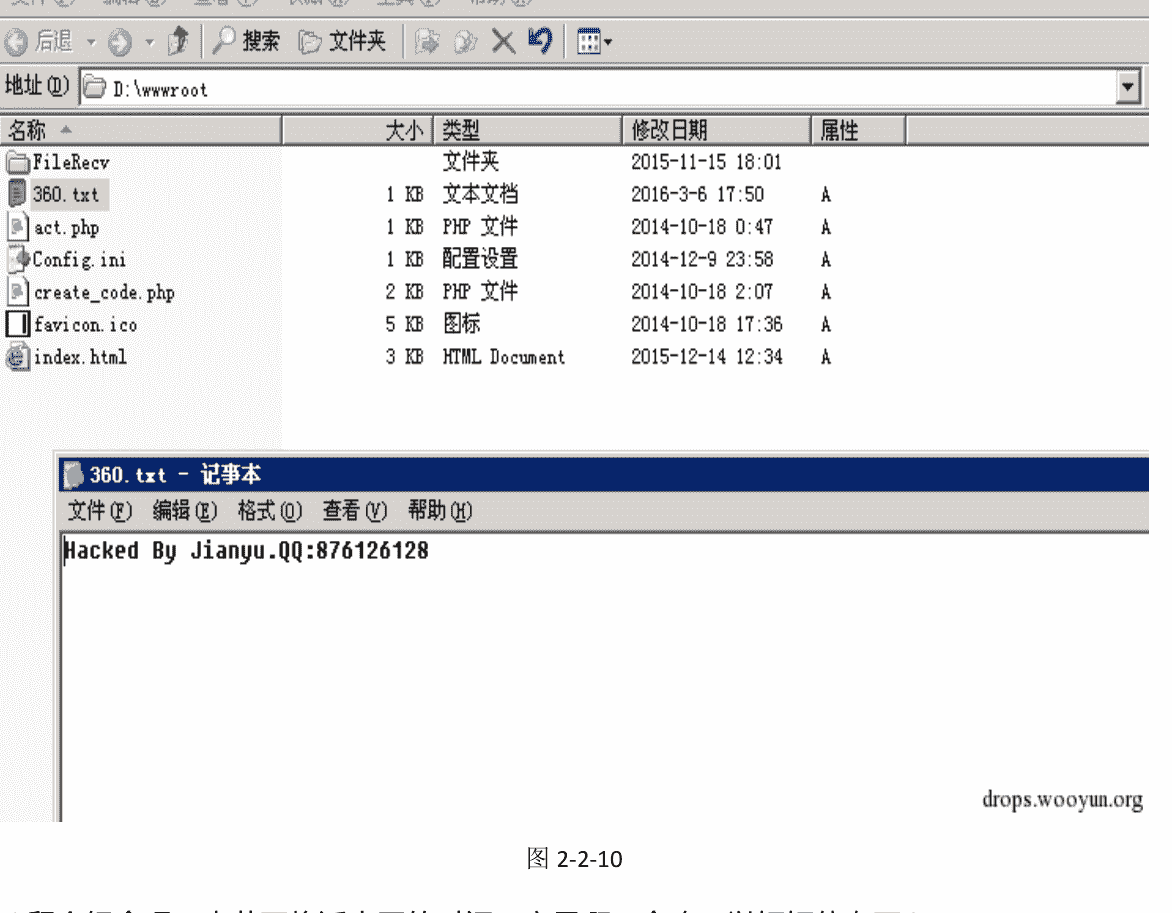 后退 搜索 文件夹
地址(D) D:\wwwroot
名称 大小 类型 修改日期 属性
FileRecv 文件夹 2015-11-15 18:01
360.txt 1 KB 文本文档 2016-3-6 17:50 A
act.php 1 KB PHP 文件 2014-10-18 0:47 A
Config.ini 1 KB 配置设置 2014-12-9 23:58 A
create_code.php 2 KB PHP 文件 2014-10-18 2:07 A
favicon.ico 5 KB 图标 2014-10-18 17:36 A
index.html 3 KB HTML Document 2015-12-14 12:34 A
360.txt - 记事本
文件(F) 编辑(E) 格式(O) 查看(V) 帮助(H)
Hacked By Jianyu.QQ:876126128
drops.wooyun.org
图 2-2-10